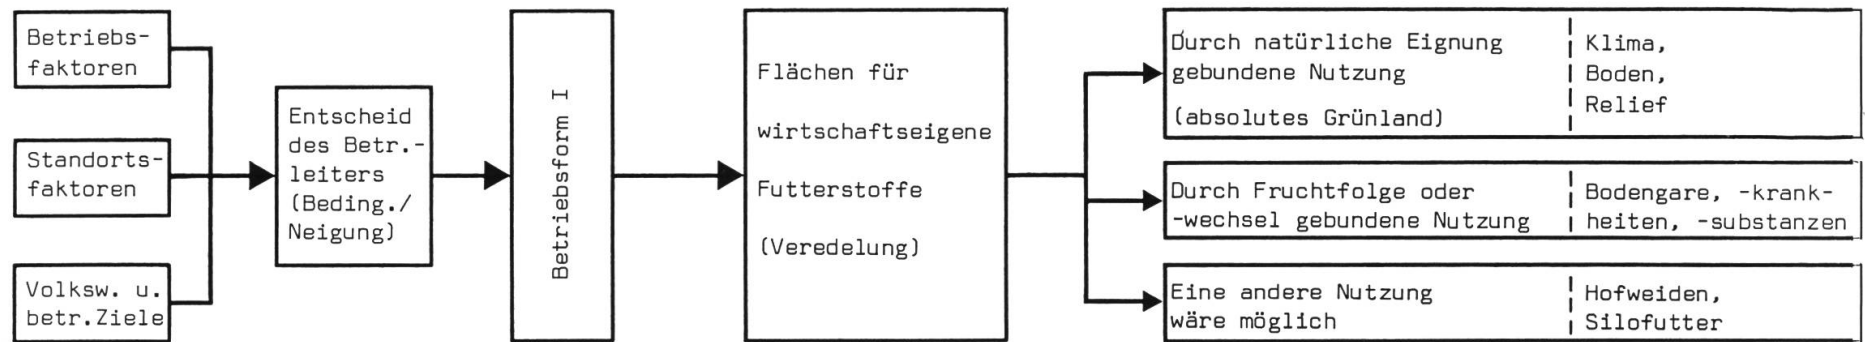 Betriebs-
faktoren
Standorts-
faktoren
Volksw. u.
betr.Ziele
Entscheid
des Betr.-
leiters
(Beding./
Neigung)
Betriebsform I
Flächen für
wirtschaftseigene
Futterstoffe
(Veredelung)
Durch natürliche Eignung
gebundene Nutzung
(absolutes Grünland)
Klima,
Boden,
Relief
Durch Fruchtfolge oder
-wechsel gebundene Nutzung
Bodengare, -krank-
heiten, -substanzen
Eine andere Nutzung
wäre möglich
Hofweiden,
Silofutter